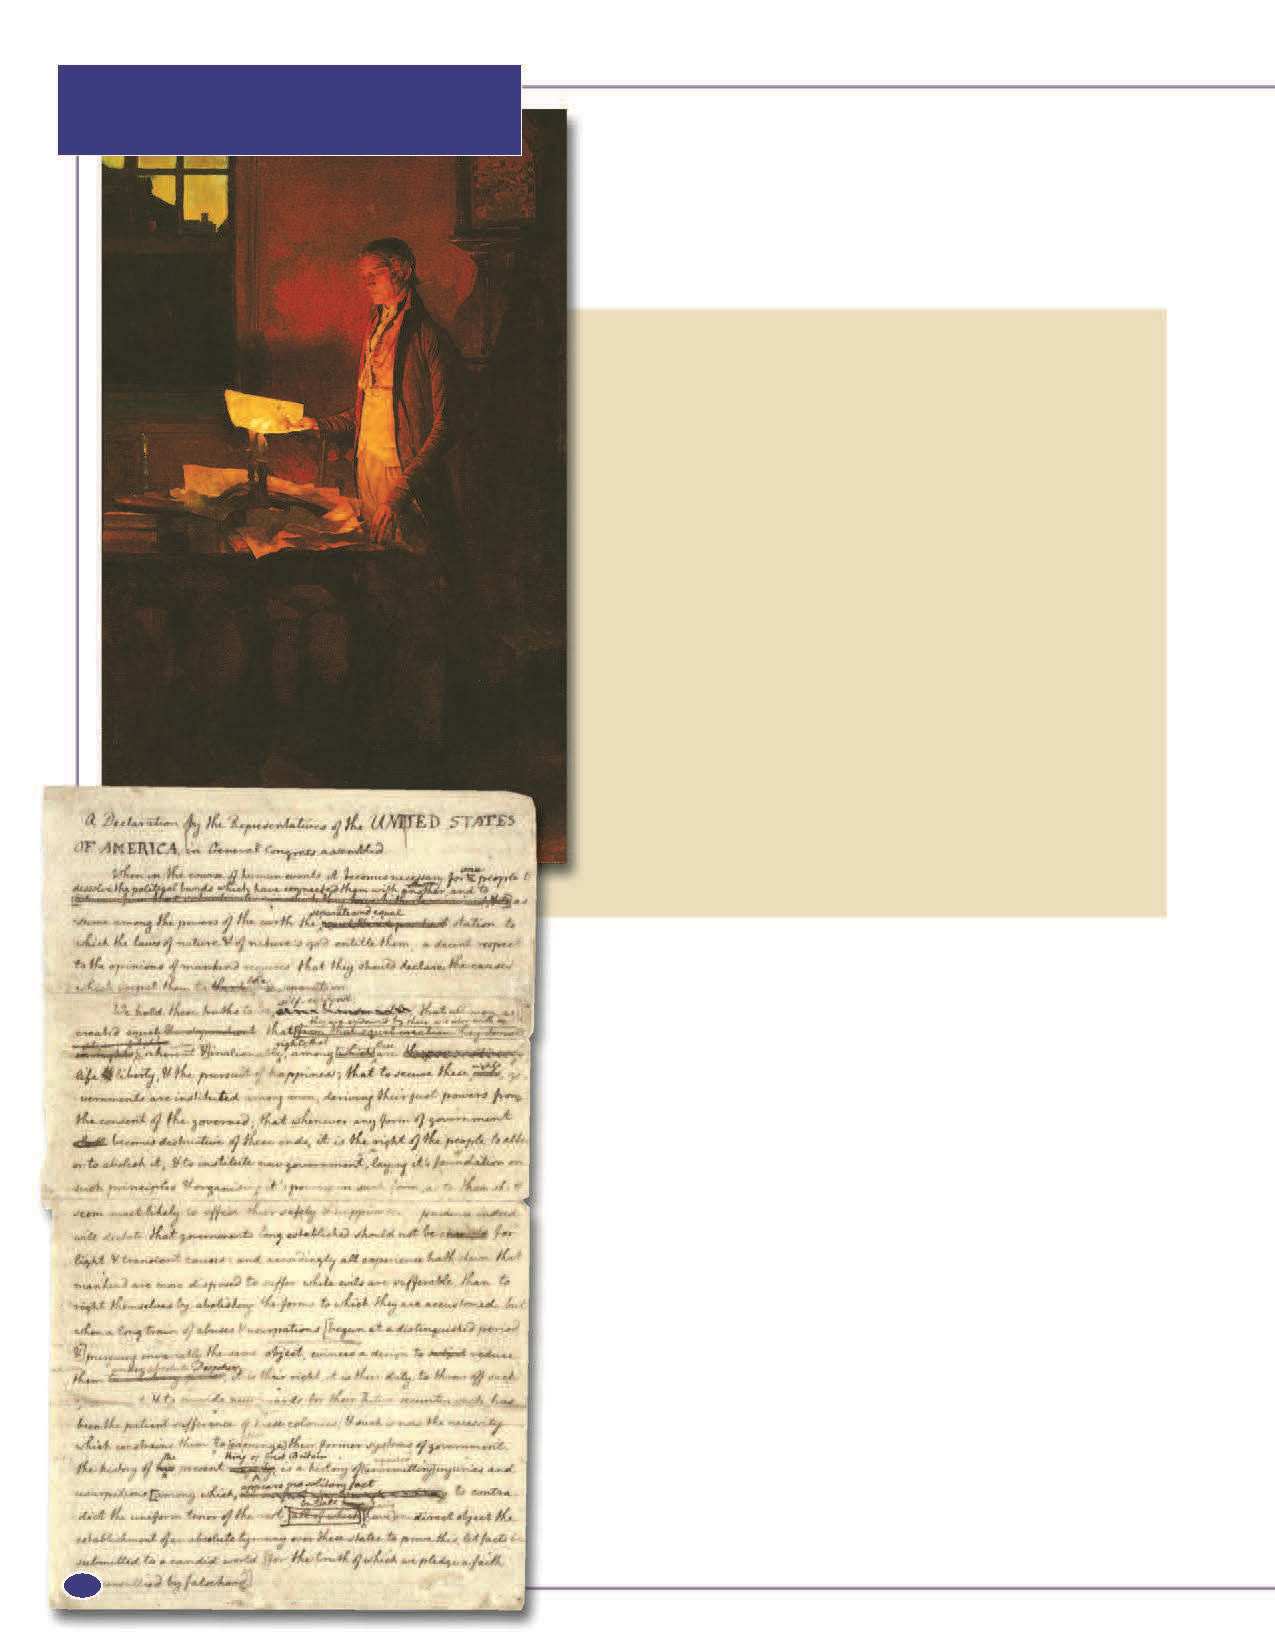 A Declaration by the Representatives of the UNITED STATES
OF AMERICA, in General Congress assembled.
When in the course of human events it becomes necessary for one people to
dissolve the political bands which have connected them with another and to
as
separate and equal
sume among the powers of the earth the station to
which the laws of nature & of nature's god entitle them, a decent respect
to the opinions of mankind requires that they should declare the causes
which impel them to the separation.
self-evident
We hold these truths to be that all men are
they are endowed by their creator with
created equal & independent that from that equal creation they derive
rights that
inherent & inalienable, among which are
life & liberty, & the pursuit of happiness; that to secure these rights, go
vernments are instituted among men, deriving their just powers from
the consent of the governed; that whenever any form of government
becomes destructive of these ends, it is the right of the people to alter
or to abolish it, & to institute new government, laying it's foundation on
such principles & organising it's powers in such form, as to them shall
seem most likely to effect their safety & happiness. prudence indeed
will dictate that governments long established should not be changed for
light & transient causes: and accordingly all experience hath shewn that
mankind are more disposed to suffer while evils are sufferable, than to
right themselves by abolishing the forms to which they are accustomed. but
when a long train of abuses & usurpations [begun at a distinguished period
&] pursuing invariably the same object, evinces a design to reduce
under absolute Despotism
them it is their right, it is their duty, to throw off such
& to provide new guards for their future security. such has
been the patient sufferance of these colonies; & such is now the necessity
which constrains them to [expunge] their former systems of government.
the king of Great Britain
the history of his present is a history of [unremitting] injuries and
appears no solitary fact
usurpations, [among which, to contra-
in these
dict the uniform tenor of the rest, [all of which] [have] in direct object the
establishment of an absolute tyranny over these states. to prove this, let facts be
submitted to a candid world, [for the truth of which we pledge a faith
yet unsullied by falsehood]